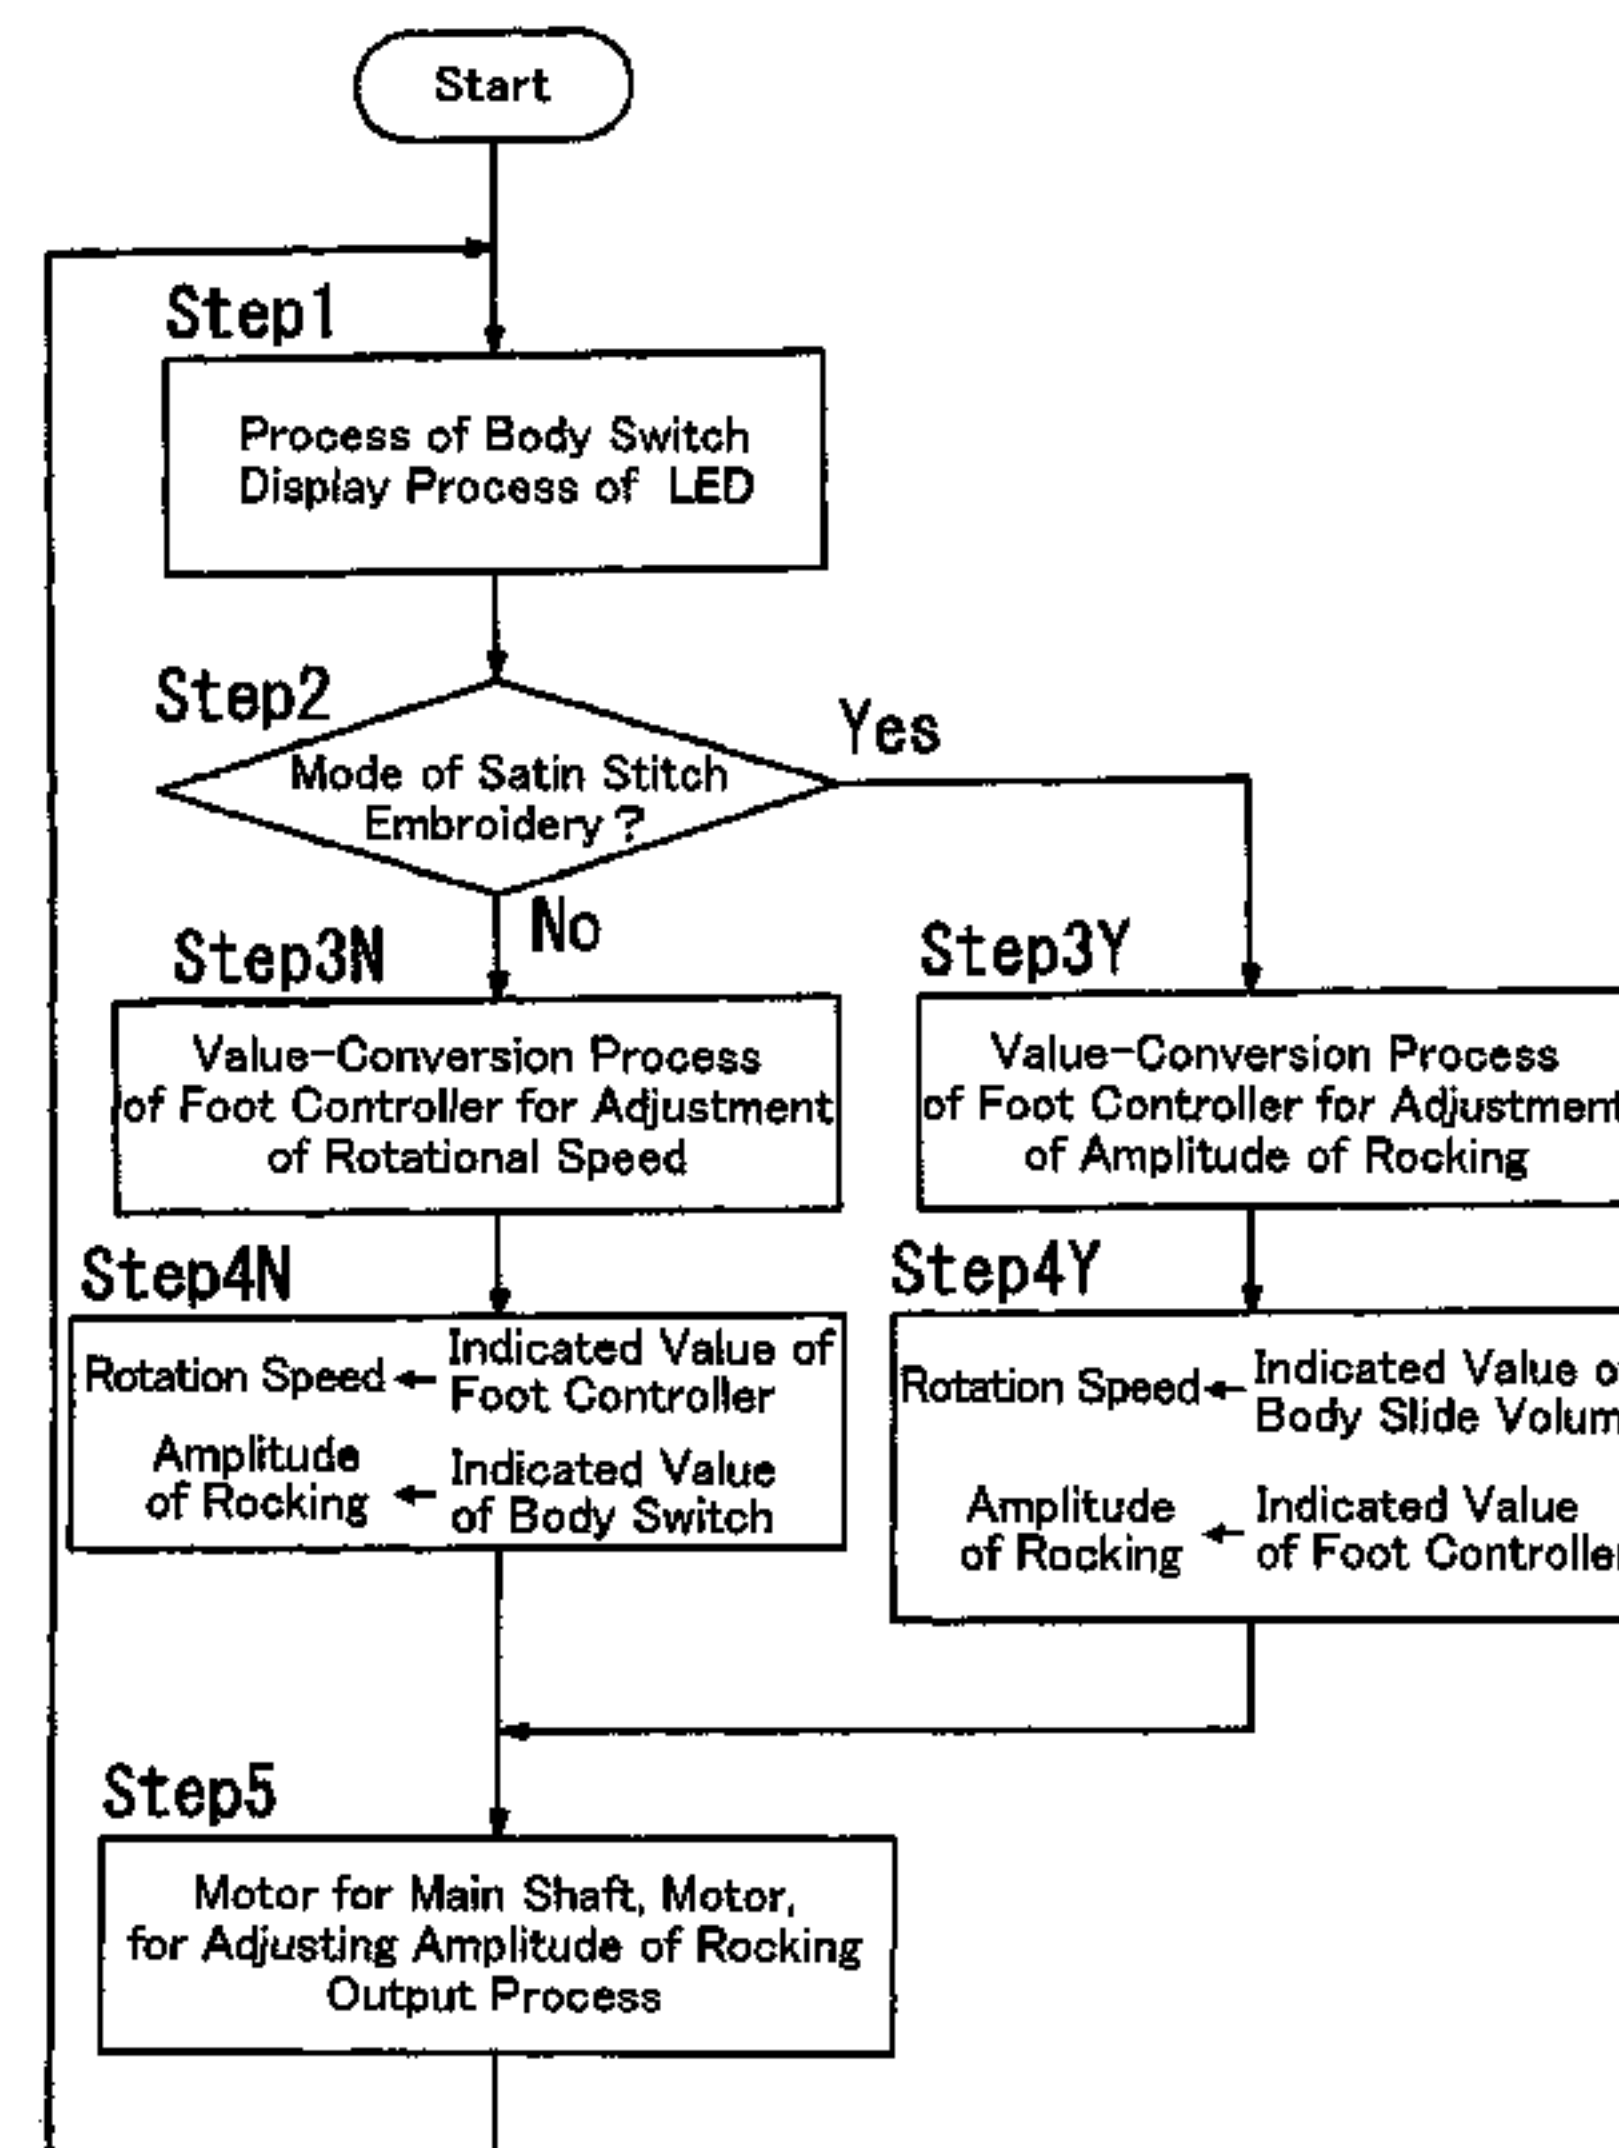 Start
Step1
Process of Body Switch
Display Process of LED
Step2
Mode of Satin Stitch
Embroidery ?
Yes
No
Step3N
Value-Conversion Process
of Foot Controller for Adjustment
of Rotational Speed
Step3Y
Value-Conversion Process
of Foot Controller for Adjustment
of Amplitude of Rocking
Step4N
Rotation Speed ← Indicated Value of
Foot Controller
Amplitude
of Rocking ← Indicated Value
of Body Switch
Step4Y
Rotation Speed ← Indicated Value of
Body Slide Volum
Amplitude
of Rocking ← Indicated Value
of Foot Controller
Step5
Motor for Main Shaft, Motor,
for Adjusting Amplitude of Rocking
Output Process